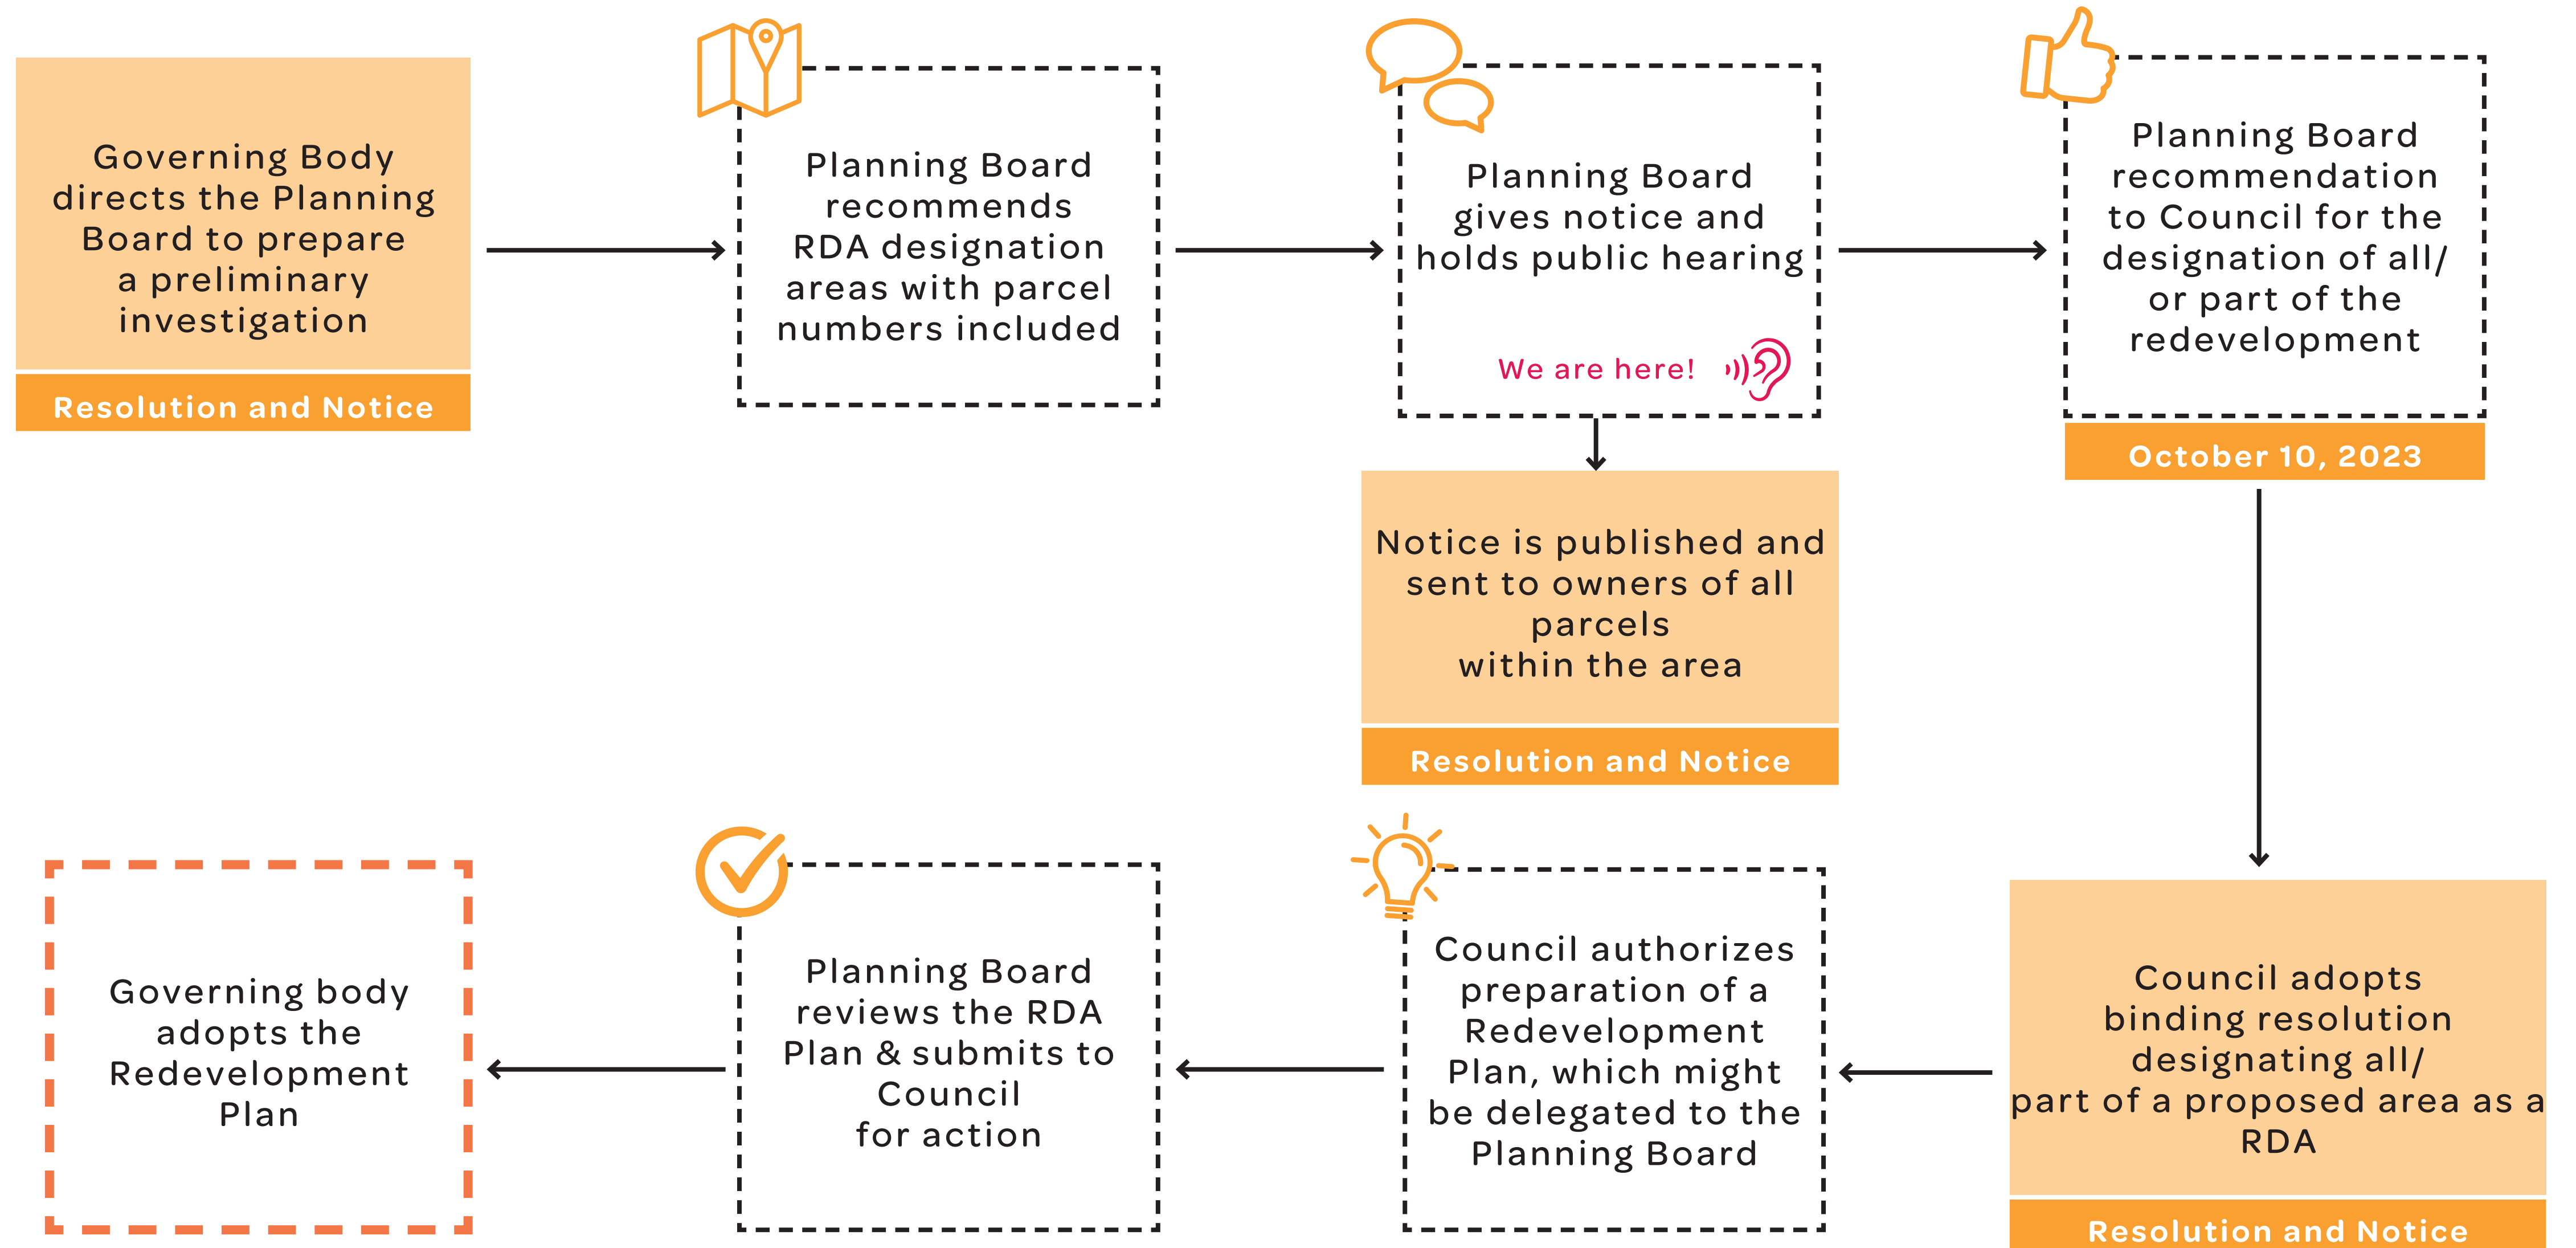 Governing Body
directs the Planning
Board to prepare
a preliminary
investigation
Resolution and Notice
Planning Board
recommends
RDA designation
areas with parcel
numbers included
Planning Board
gives notice and
holds public hearing
We are here!
Notice is published and
sent to owners of all
parcels
within the area
Resolution and Notice
Planning Board
recommendation
to Council for the
designation of all/
or part of the
redevelopment
October 10, 2023
Council adopts
binding resolution
designating all/
part of a proposed area as a
RDA
Resolution and Notice
Council authorizes
preparation of a
Redevelopment
Plan, which might
be delegated to the
Planning Board
Planning Board
reviews the RDA
Plan & submits to
Council
for action
Governing body
adopts the
Redevelopment
Plan